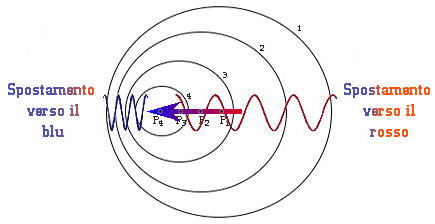 1
2
3
4
Spostamento
verso il
blu
P4 P3 P2 P1
Spostamento
verso il
rosso